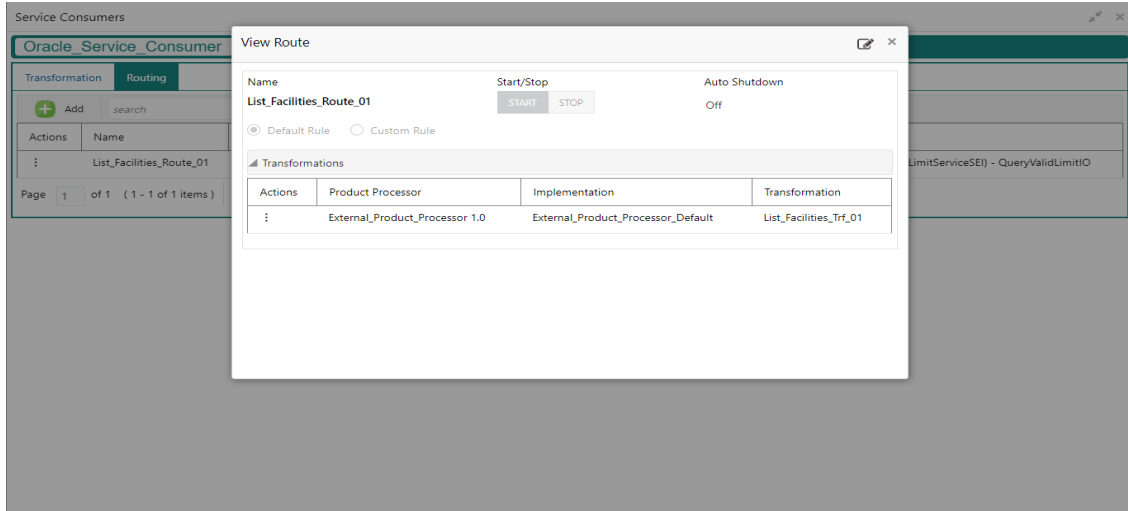 Service Consumers
Oracle_Service_Consumer
Transformation Routing
Add search
Actions Name
List_Facilities_Route_01 LimitServiceSEI) - QueryValidLimitIO
Page 1 of 1 ( 1 - 1 of 1 items )
View Route
Name Start/Stop Auto Shutdown
List_Facilities_Route_01 START STOP Off
Default Rule Custom Rule
Transformations
Actions Product Processor Implementation Transformation
External_Product_Processor 1.0 External_Product_Processor_Default List_Facilities_Trf_01